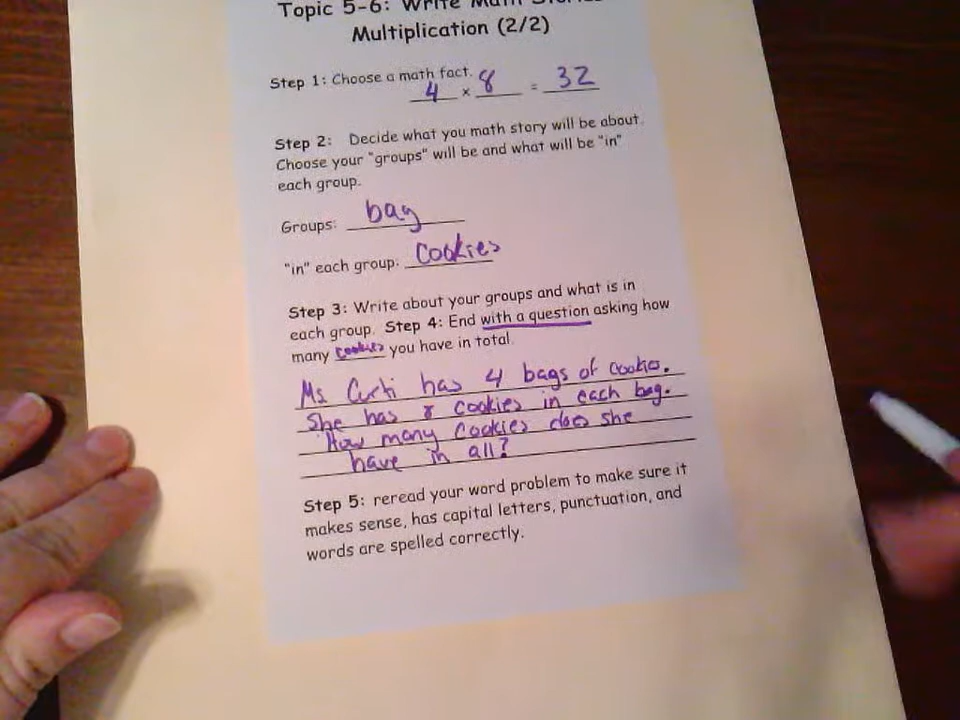 Topic 5-6: Write Math Stories
Multiplication (2/2)
Step 1: Choose a math fact.
4 x 8 = 32
Step 2: Decide what you math story will be about.
Choose your "groups" will be and what will be "in"
each group.
Groups: bag
"in" each group: Cookies
Step 3: Write about your groups and what is in
each group. Step 4: End with a question asking how
many cookies you have in total.
Ms. has 4 bags of cookies.
She has 8 cookies in each bag.
How many cookies does she
have in all?
Step 5: reread your word problem to make sure it
makes sense, has capital letters, punctuation, and
words are spelled correctly.